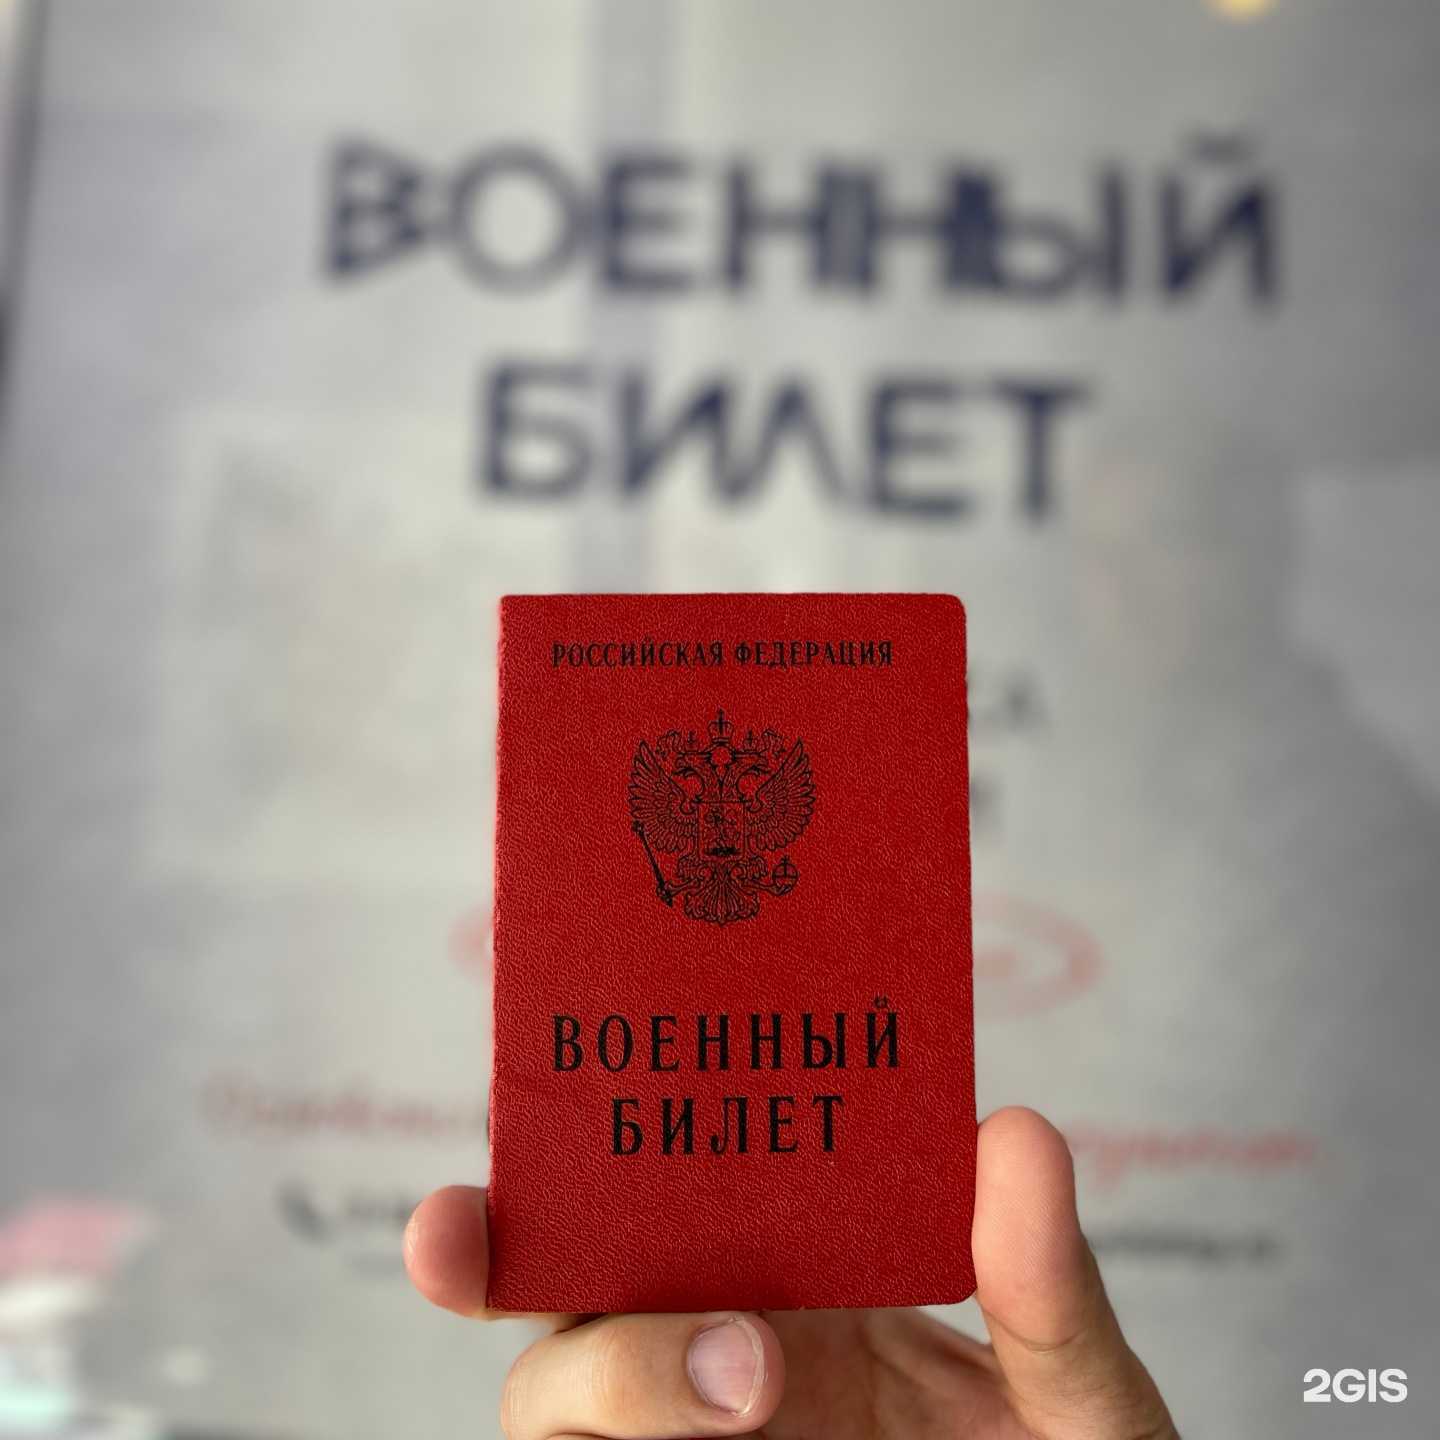 ВОЕННЫЙ
БИЛЕТ
РОССИЙСКАЯ ФЕДЕРАЦИЯ
ВОЕННЫЙ
БИЛЕТ
2GIS